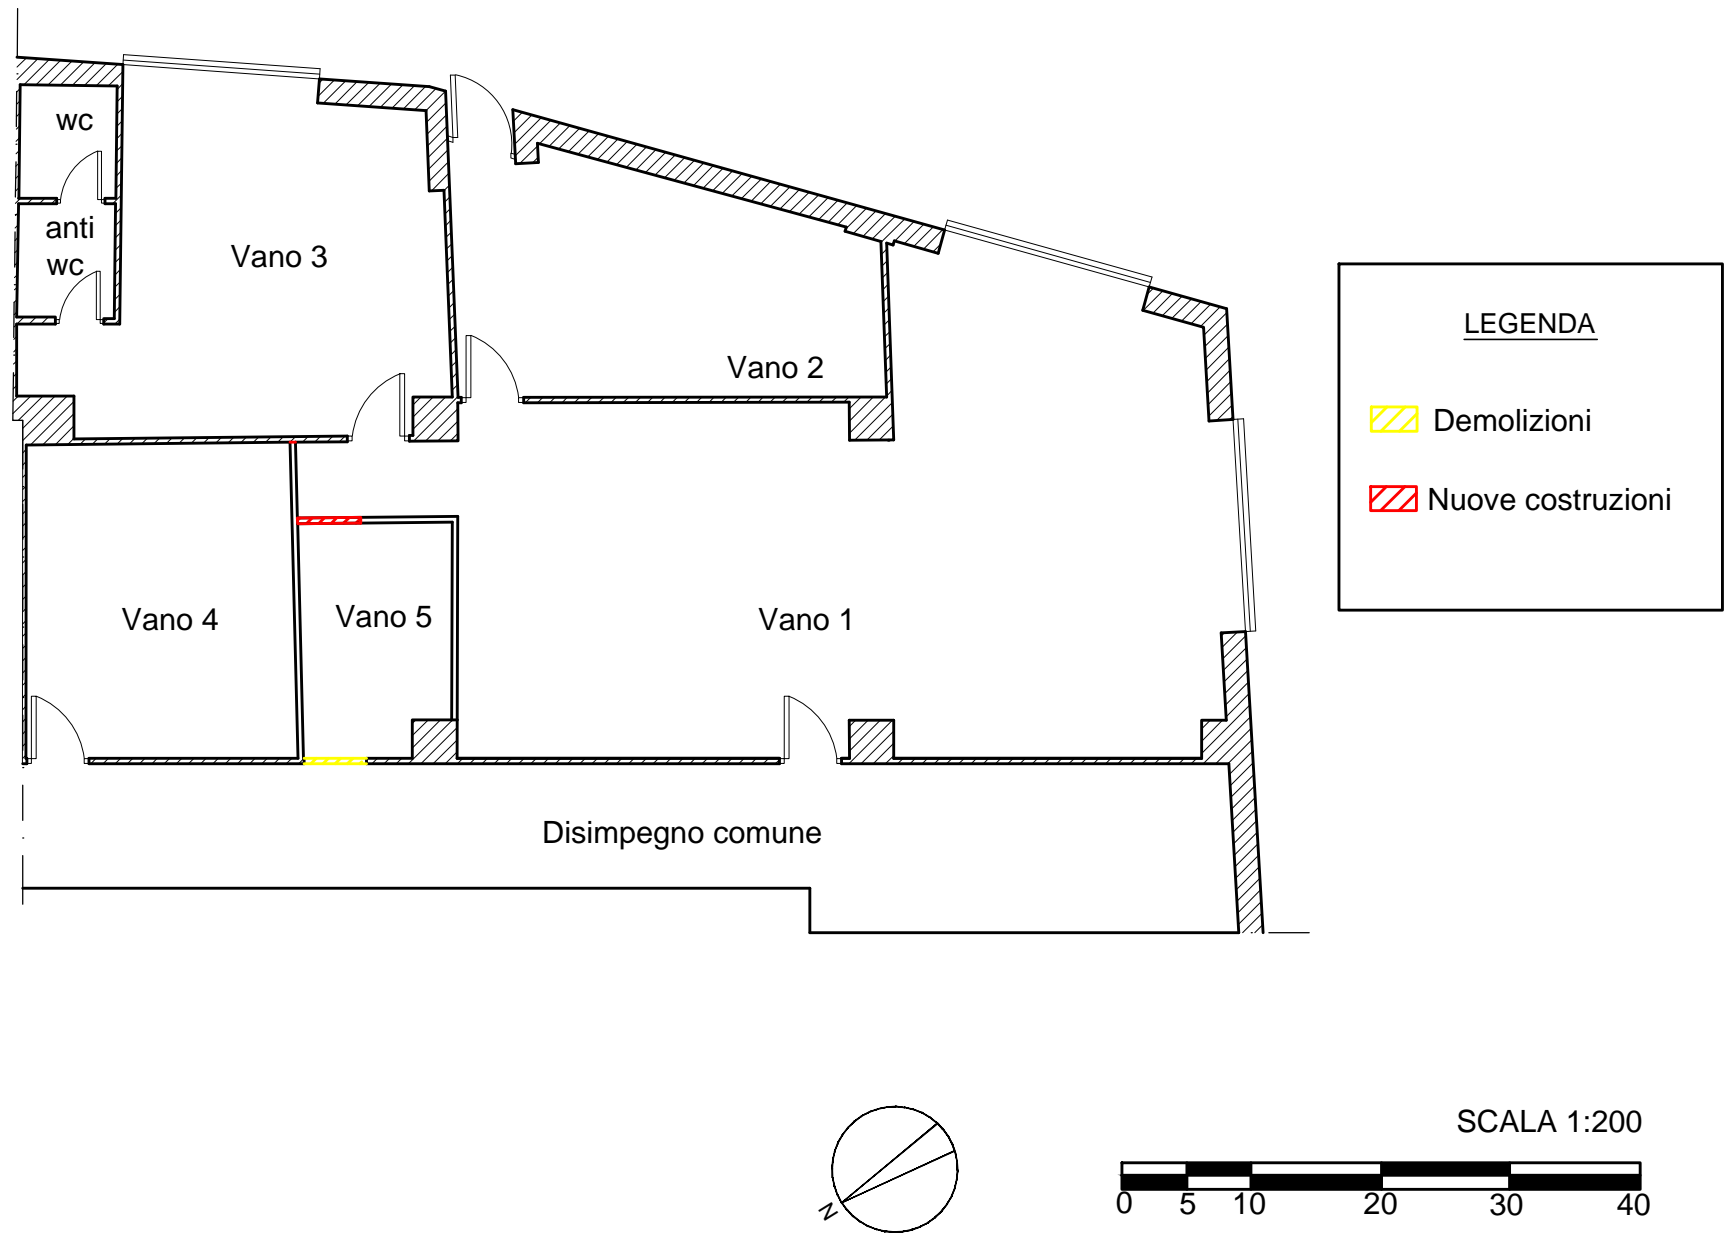 wc
anti
wc
Vano 3
Vano 2
LEGENDA
Demolizioni
Nuove costruzioni
Vano 4
Vano 5
Vano 1
Disimpegno comune
N
SCALA 1:200
0 5 10 20 30 40